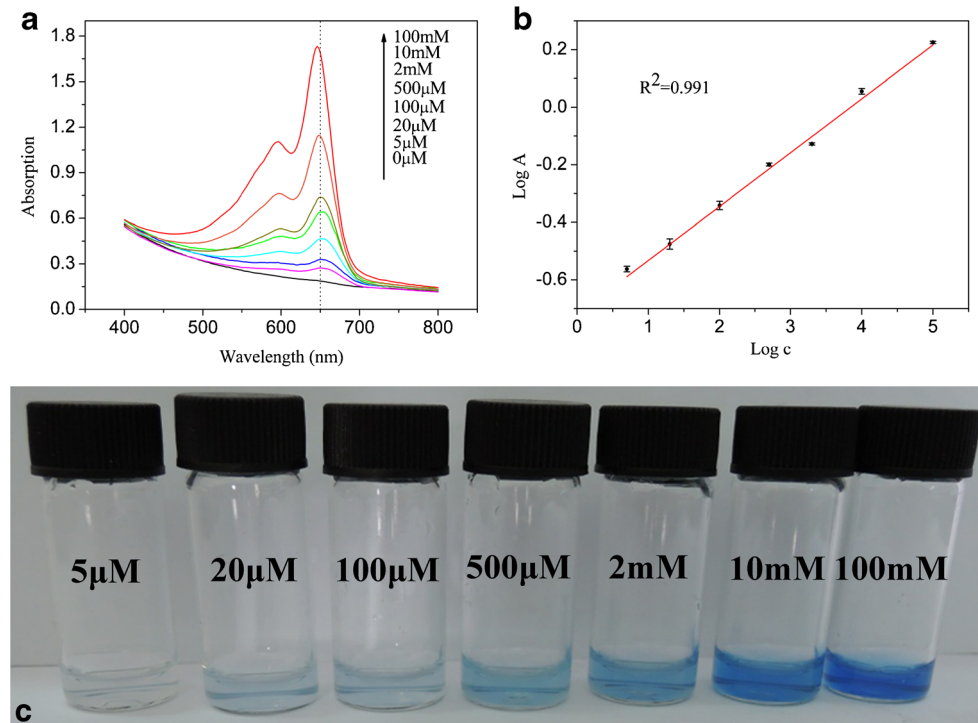 a
1.8
1.5
1.2
0.9
0.6
0.3
0.0
Absorption
400
500
600
700
800
Wavelength (nm)
100mM
10mM
2mM
500μM
100μM
20μM
5μM
0μM
b
0.2
0.0
-0.2
-0.4
-0.6
Log A
R²=0.991
0
1
2
3
4
5
Log c
5μM
20μM
100μM
500μM
2mM
10mM
100mM
c